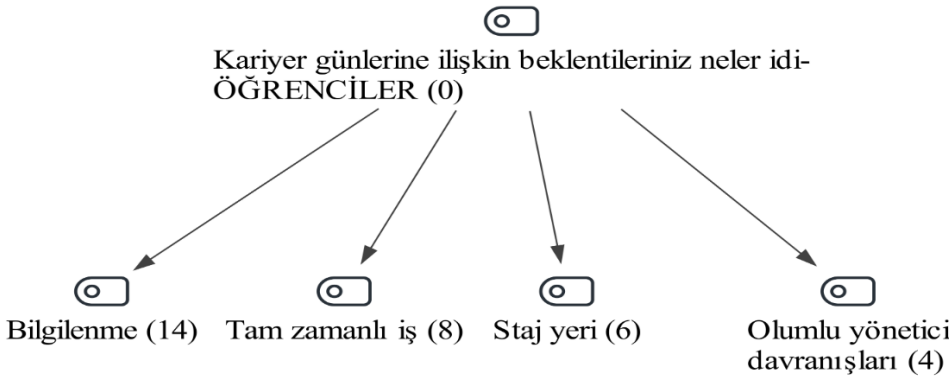 Kariyer günlerine ilişkin beklentileriniz neler idi-
ÖĞRENCİLER (0)
Bilgilenme (14)
Tam zamanlı iş (8)
Staj yeri (6)
Olumlu yönetici
davranışları (4)